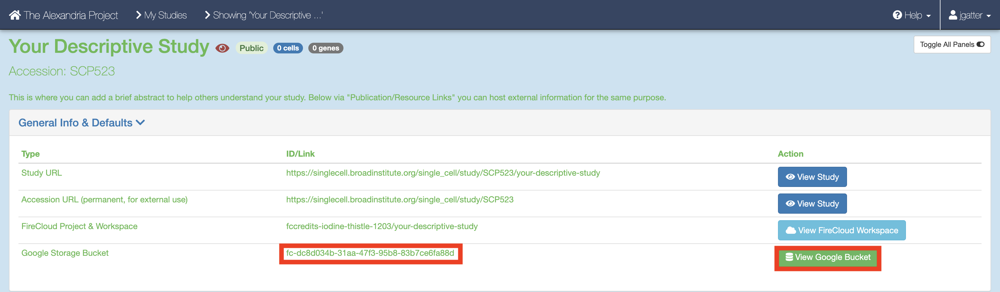 The Alexandria Project My Studies Showing 'Your Descriptive ...' Help jgatter
Your Descriptive Study Public 0 cells 0 genes Toggle All Panels
Accession: SCP523
This is where you can add a brief abstract to help others understand your study. Below via "Publication/Resource Links" you can host external information for the same purpose.
General Info & Defaults
Type ID/Link Action
Study URL https://singlecell.broadinstitute.org/single_cell/study/SCP523/your-descriptive-study View Study
Accession URL (permanent, for external use) https://singlecell.broadinstitute.org/single_cell/study/SCP523 View Study
FireCloud Project & Workspace fccredits-iodine-thistle-1203/your-descriptive-study View FireCloud Workspace
Google Storage Bucket fc-dc8d034b-31aa-47f3-95b8-83b7ce6fa88d View Google Bucket